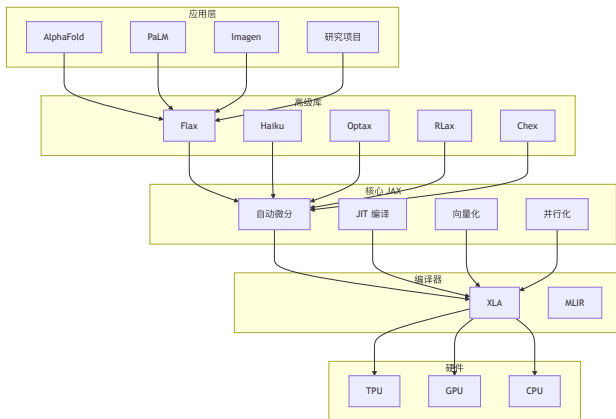 应用层
AlphaFold
PaLM
Imagen
研究项目
高级库
Flax
Haiku
Optax
RLax
Chex
核心 JAX
自动微分
JIT 编译
向量化
并行化
编译器
XLA
MLIR
硬件
TPU
GPU
CPU